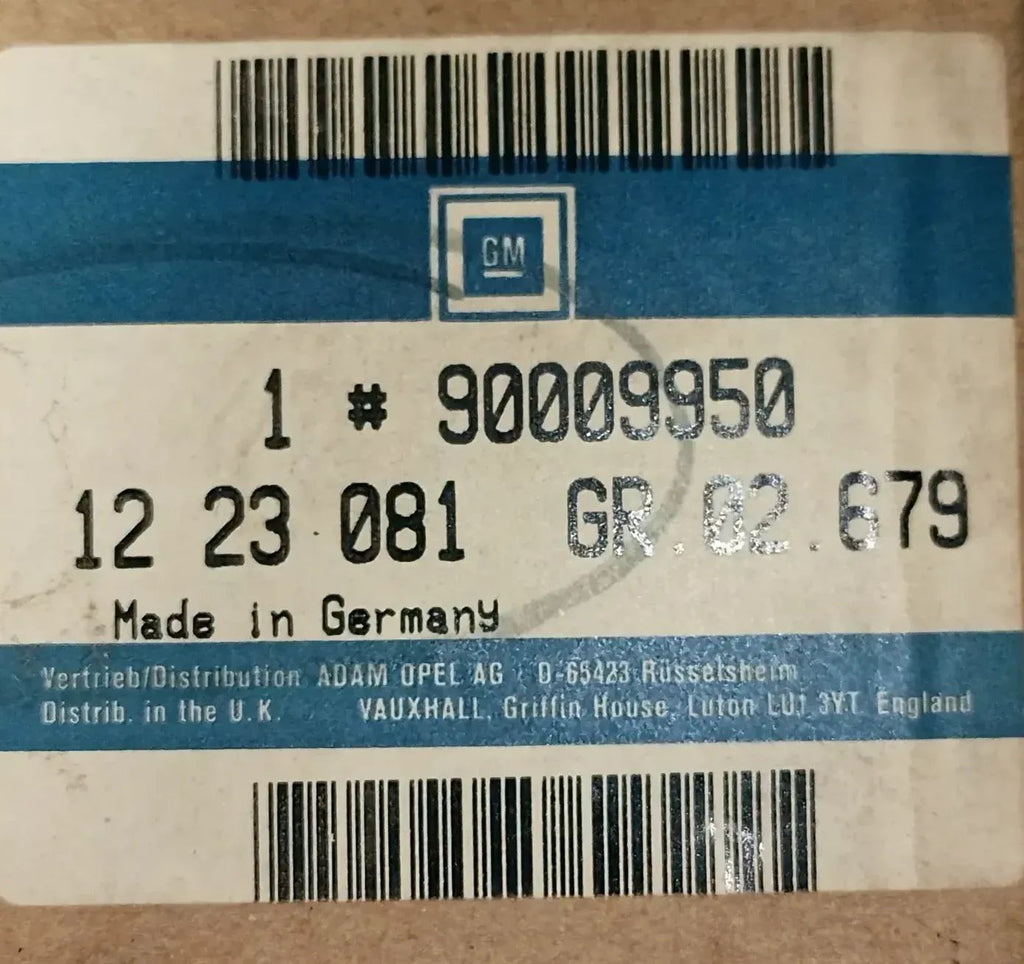 GM
1 # 90009950
12 23 081 GR.02.679
Made in Germany
Vertrieb/Distribution ADAM OPEL AG D-65423 Rüsselsheim
Distrib. in the U.K. VAUXHALL, Griffin House, Luton LU1 3YT England